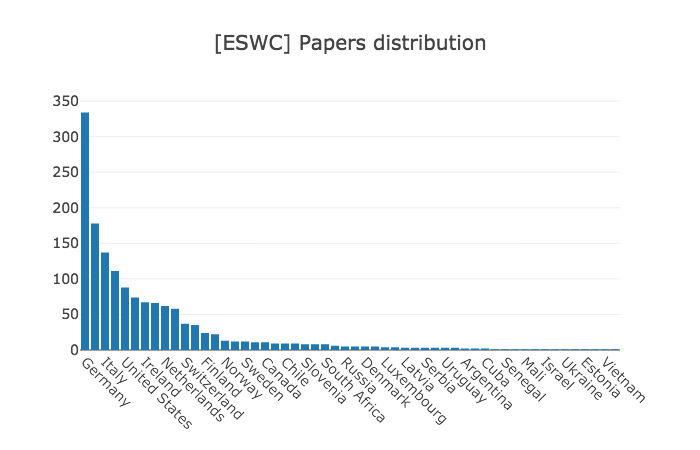 [ESWC] Papers distribution
350
300
250
200
150
100
50
0
Germany
Italy
United States
Ireland
Netherlands
Switzerland
Finland
Norway
Sweden
Canada
Chile
Slovenia
South Africa
Russia
Denmark
Luxembourg
Latvia
Serbia
Uruguay
Argentina
Cuba
Senegal
Mali
Israel
Ukraine
Estonia
Vietnam